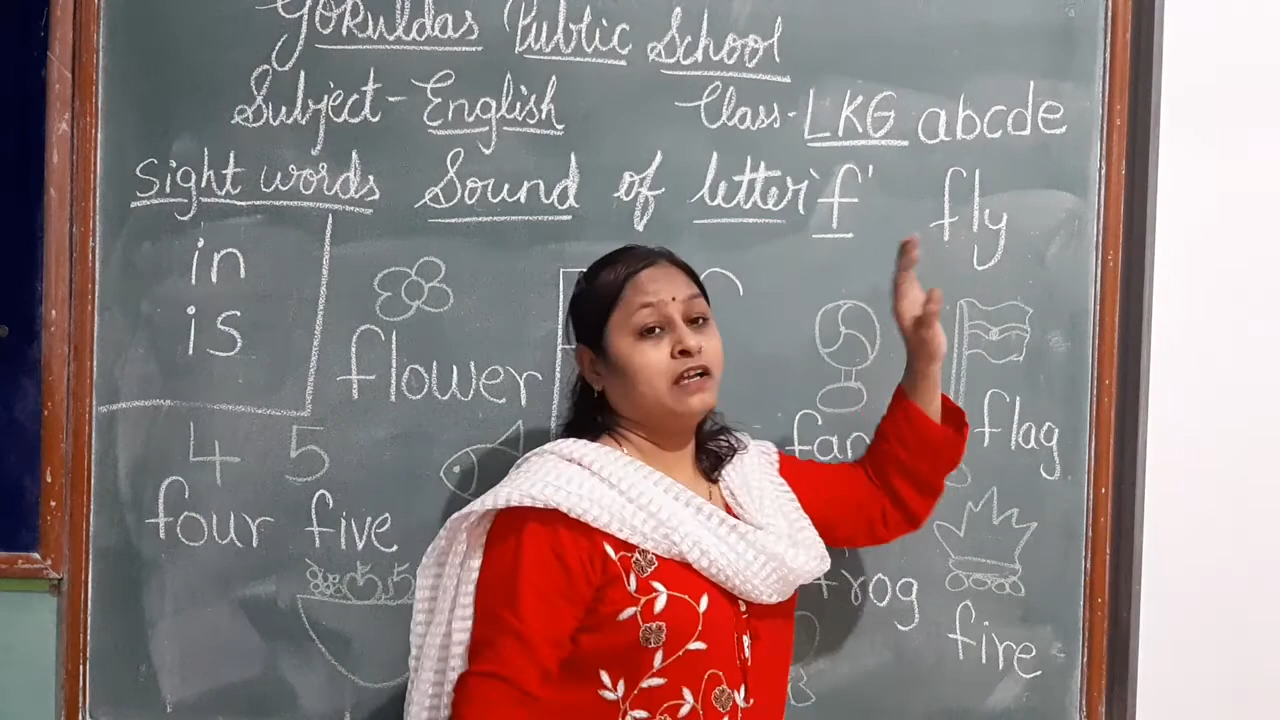 Gokuldas Public School
Subject- English Class- LKG abcde
Sight words Sound of letter 'f' fly
in
is
flower
fan
flag
4 5
four five
frog
fire